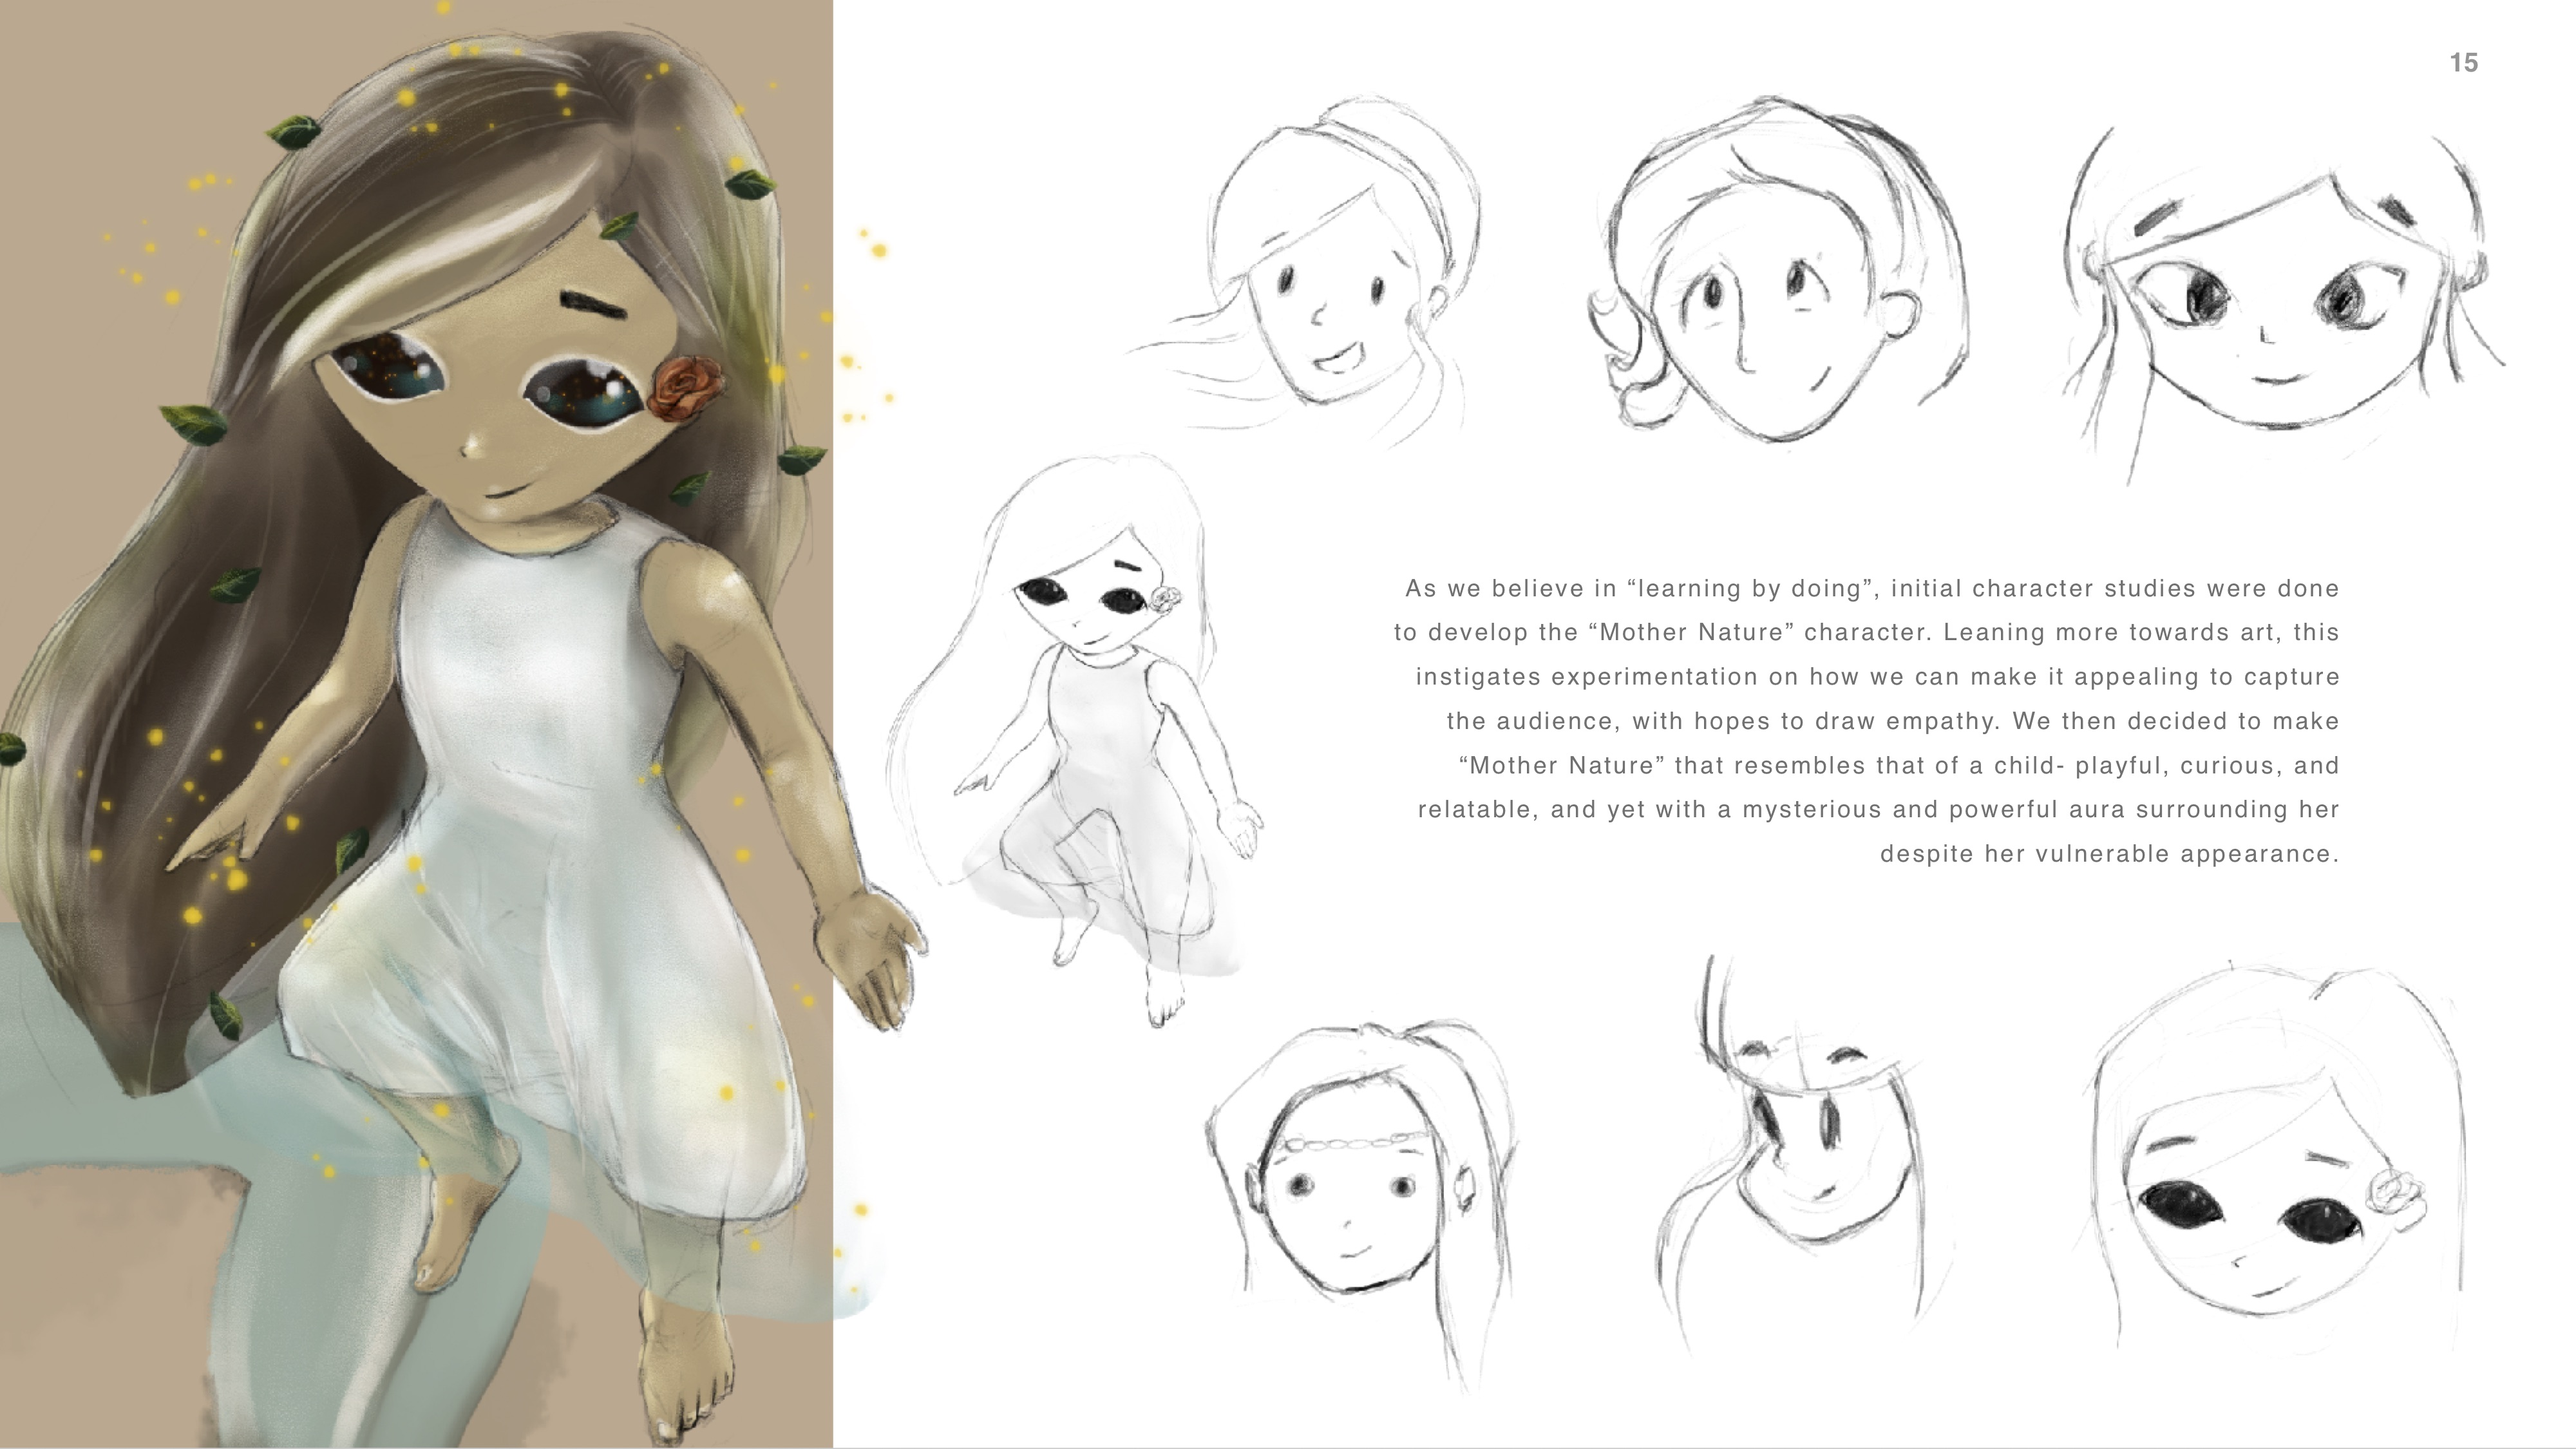 15
As we believe in “learning by doing”, initial character studies were done
to develop the “Mother Nature” character. Leaning more towards art, this
instigates experimentation on how we can make it appealing to capture
the audience, with hopes to draw empathy. We then decided to make
“Mother Nature” that resembles that of a child- playful, curious, and
relatable, and yet with a mysterious and powerful aura surrounding her
despite her vulnerable appearance.